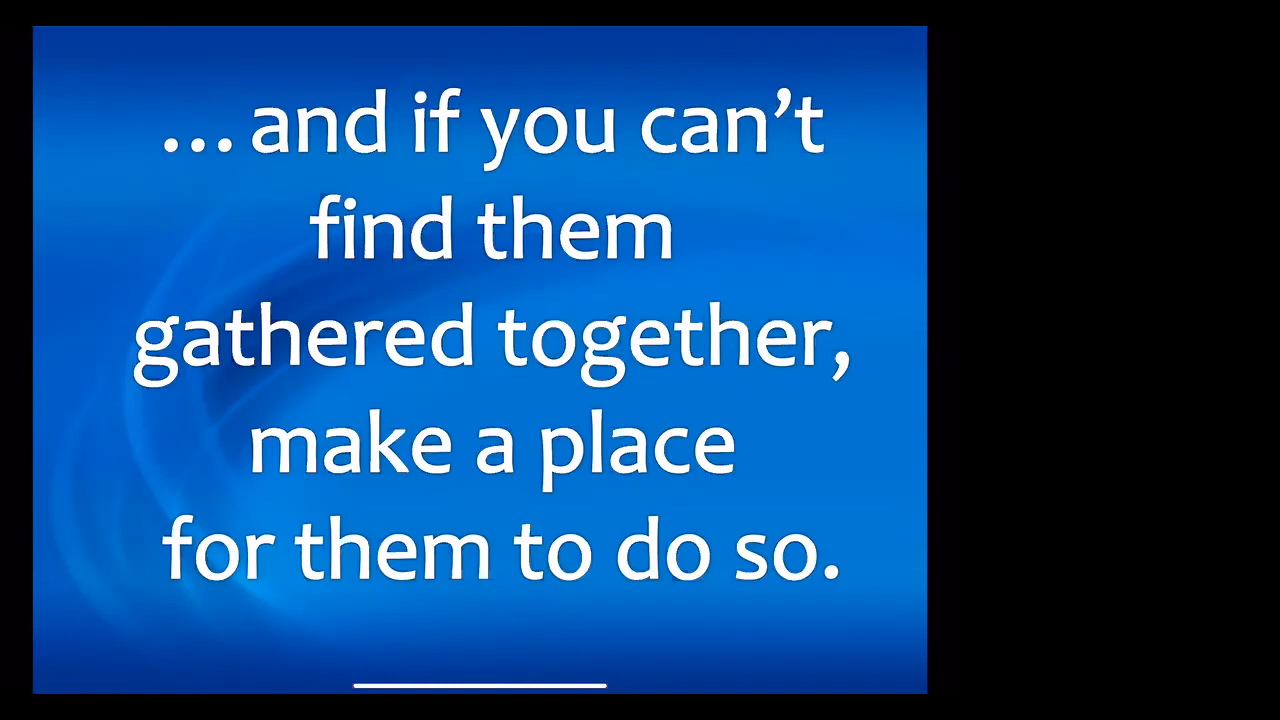 …and if you can’t
find them
gathered together,
make a place
for them to do so.